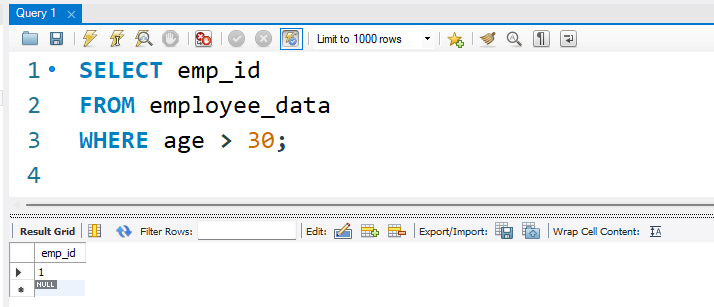 Query 1
Limit to 1000 rows
1 SELECT emp_id
2 FROM employee_data
3 WHERE age > 30;
4
Result Grid Filter Rows: Edit: Export/Import: Wrap Cell Content:
emp_id
1
NULL